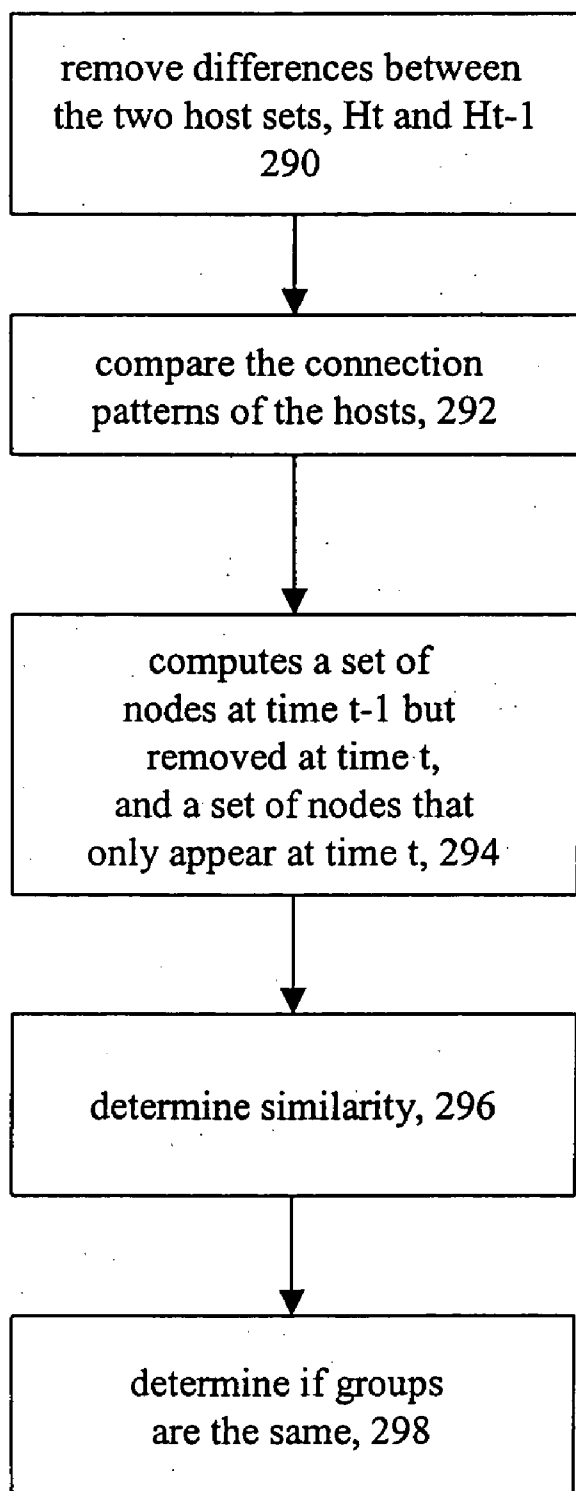 remove differences between
the two host sets, Ht and Ht-1
290
compare the connection
patterns of the hosts, 292
computes a set of
nodes at time t-1 but
removed at time t,
and a set of nodes that
only appear at time t, 294
determine similarity, 296
determine if groups
are the same, 298